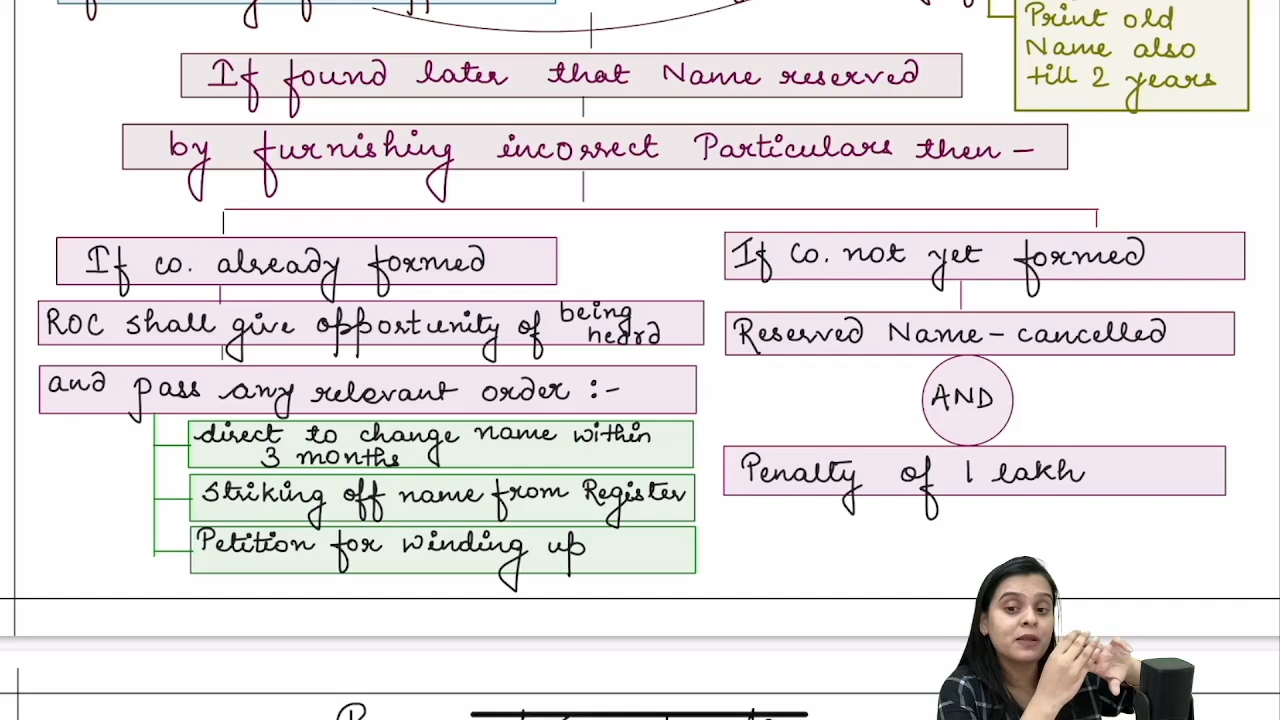 Print old
Name also
till 2 years
If found later that Name reserved
by furnishing incorrect Particulars then –
If co. already formed
ROC shall give opportunity of being heard
and pass any relevant order :-
direct to change name within
3 months
Striking off name from Register
Petition for winding up
If Co. not yet formed
Reserved Name – cancelled
AND
Penalty of 1 lakh